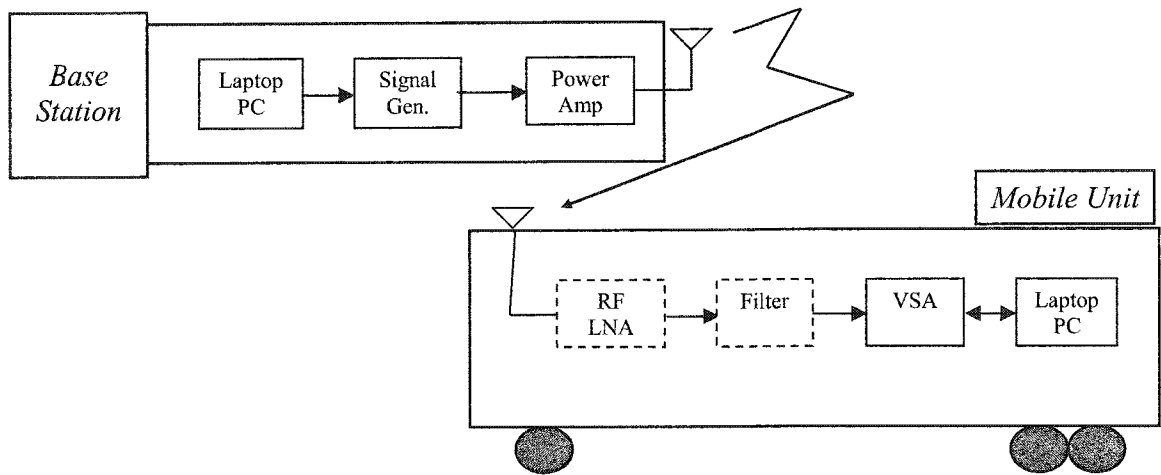 Base
Station
Laptop
PC
Signal
Gen.
Power
Amp
Mobile Unit
RF
LNA
Filter
VSA
Laptop
PC